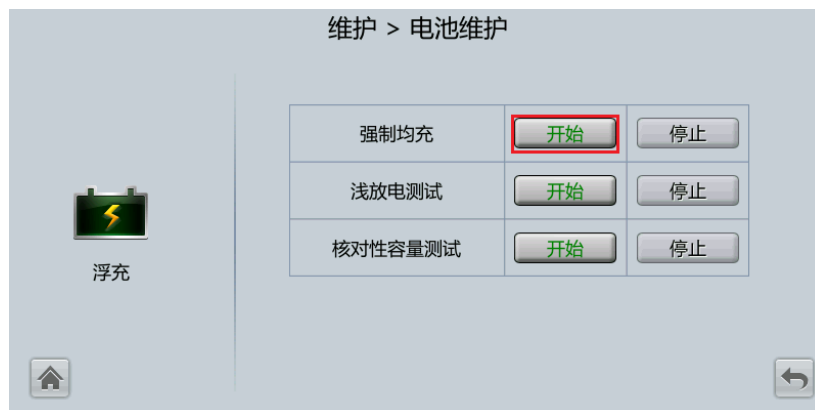 维护 > 电池维护
强制均充 开始 停止
浅放电测试 开始 停止
核对性容量测试 开始 停止
浮充